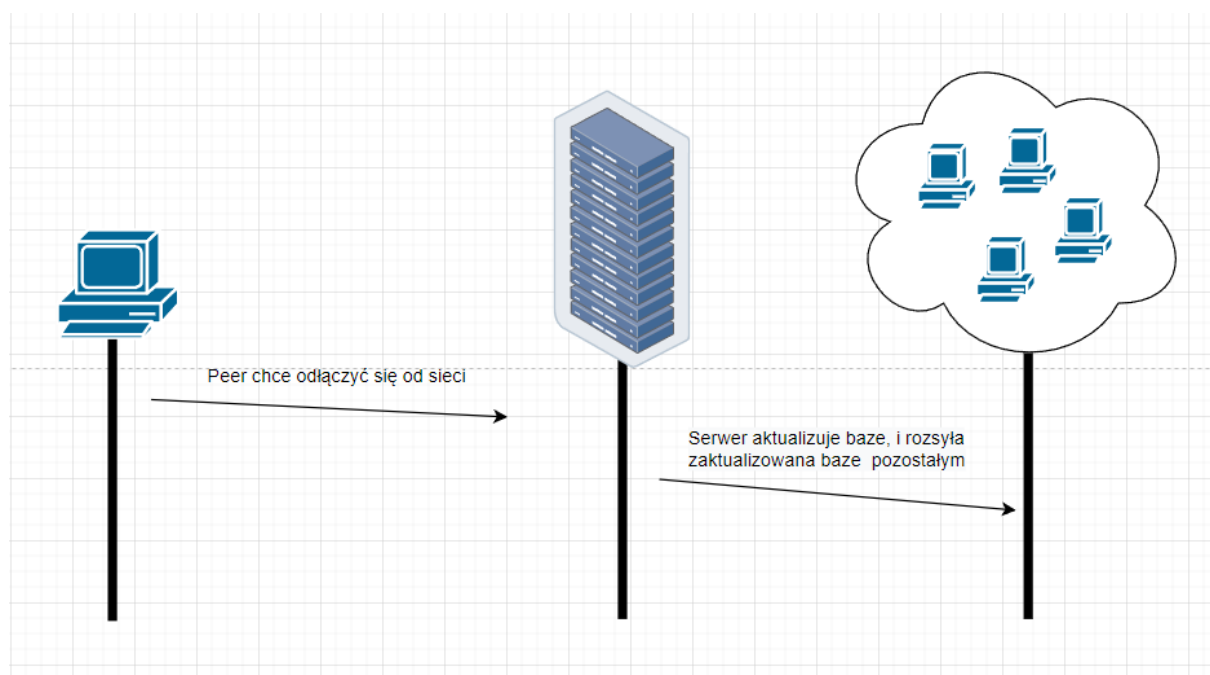 Peer chce odłączyć się od sieci
Serwer aktualizuje baze, i rozsyła
zaktualizowana baze  pozostałym